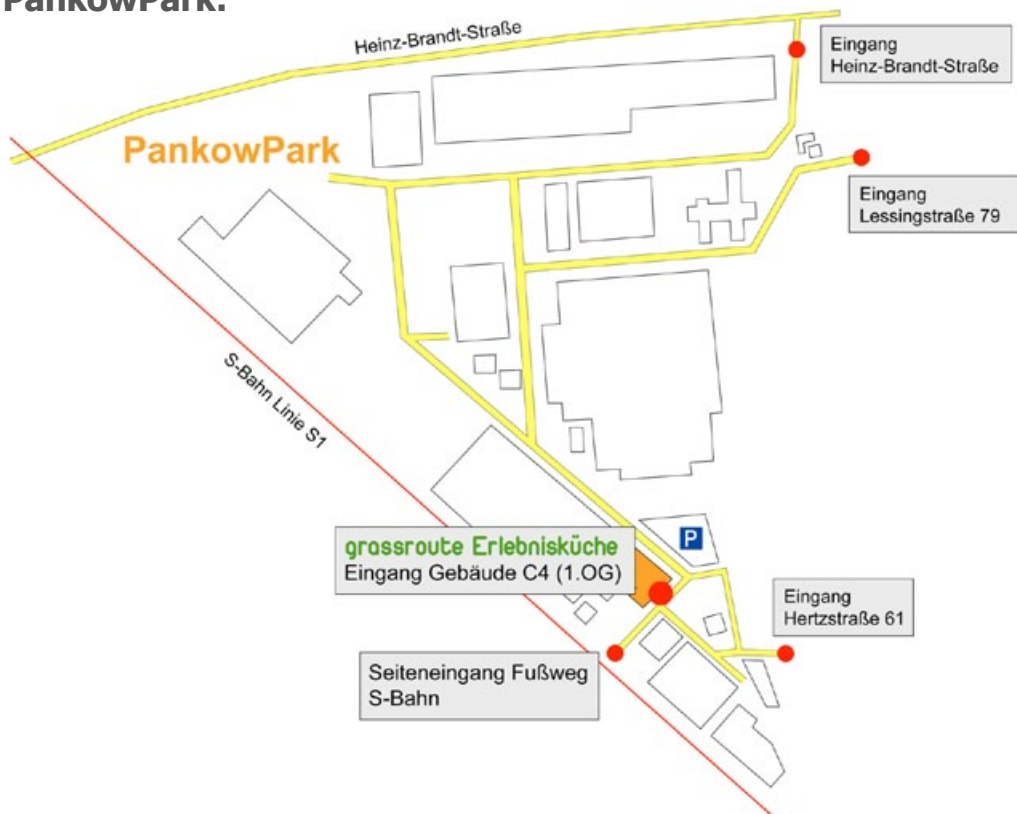 PankowPark.
Heinz-Brandt-Straße
Eingang
Heinz-Brandt-Straße
PankowPark
Eingang
Lessingstraße 79
S-Bahn Linie S1
P
grassroute Erlebnisküche
Eingang Gebäude C4 (1.OG)
Eingang
Hertzstraße 61
Seiteneingang Fußweg
S-Bahn